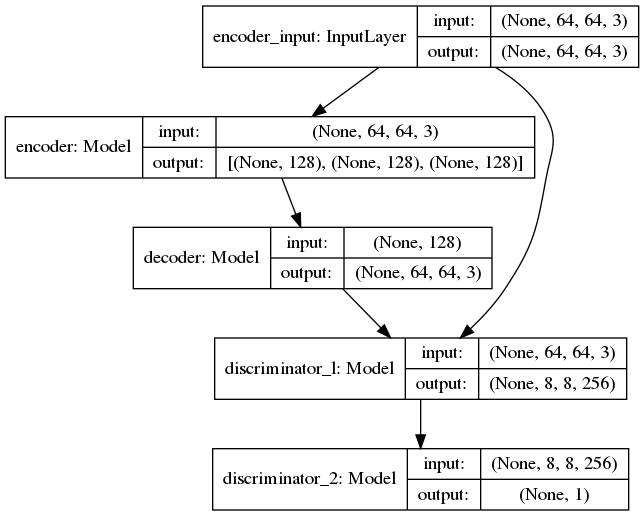 encoder_input: InputLayer
input: (None, 64, 64, 3)
output: (None, 64, 64, 3)
encoder: Model
input: (None, 64, 64, 3)
output: [(None, 128), (None, 128), (None, 128)]
decoder: Model
input: (None, 128)
output: (None, 64, 64, 3)
discriminator_l: Model
input: (None, 64, 64, 3)
output: (None, 8, 8, 256)
discriminator_2: Model
input: (None, 8, 8, 256)
output: (None, 1)